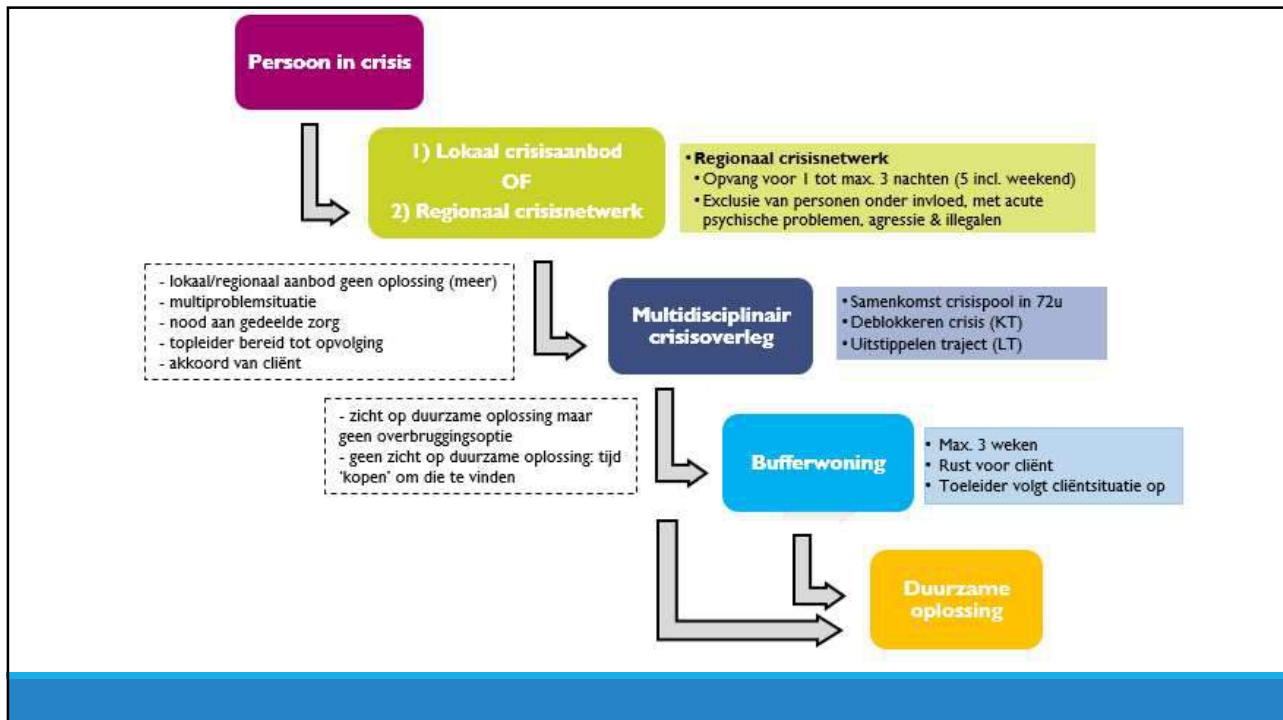 Persoon in crisis
1) Lokaal crisisaanbod
OF
2) Regionaal crisisnetwerk
• Regionaal crisisnetwerk
• Opvang voor 1 tot max. 3 nachten (5 incl. weekend)
• Exclusie van personen onder invloed, met acute
psychische problemen, agressie & illegalen
- lokaal/regionaal aanbod geen oplossing (meer)
- multiproblemsituatie
- nood aan gedeelde zorg
- topleider bereid tot opvolging
- akkoord van cliënt
Multidisciplinair
crisisoverleg
•Samenkomst crisispool in 72u
•Deblokkeren crisis (KT)
•Uitstippelen traject (LT)
- zicht op duurzame oplossing maar
geen overbruggingsoptie
- geen zicht op duurzame oplossing: tijd
‘kopen’ om die te vinden
Bufferwoning
• Max. 3 weken
• Rust voor cliënt
• Toeleider volgt cliëntsituatie op
Duurzame
oplossing